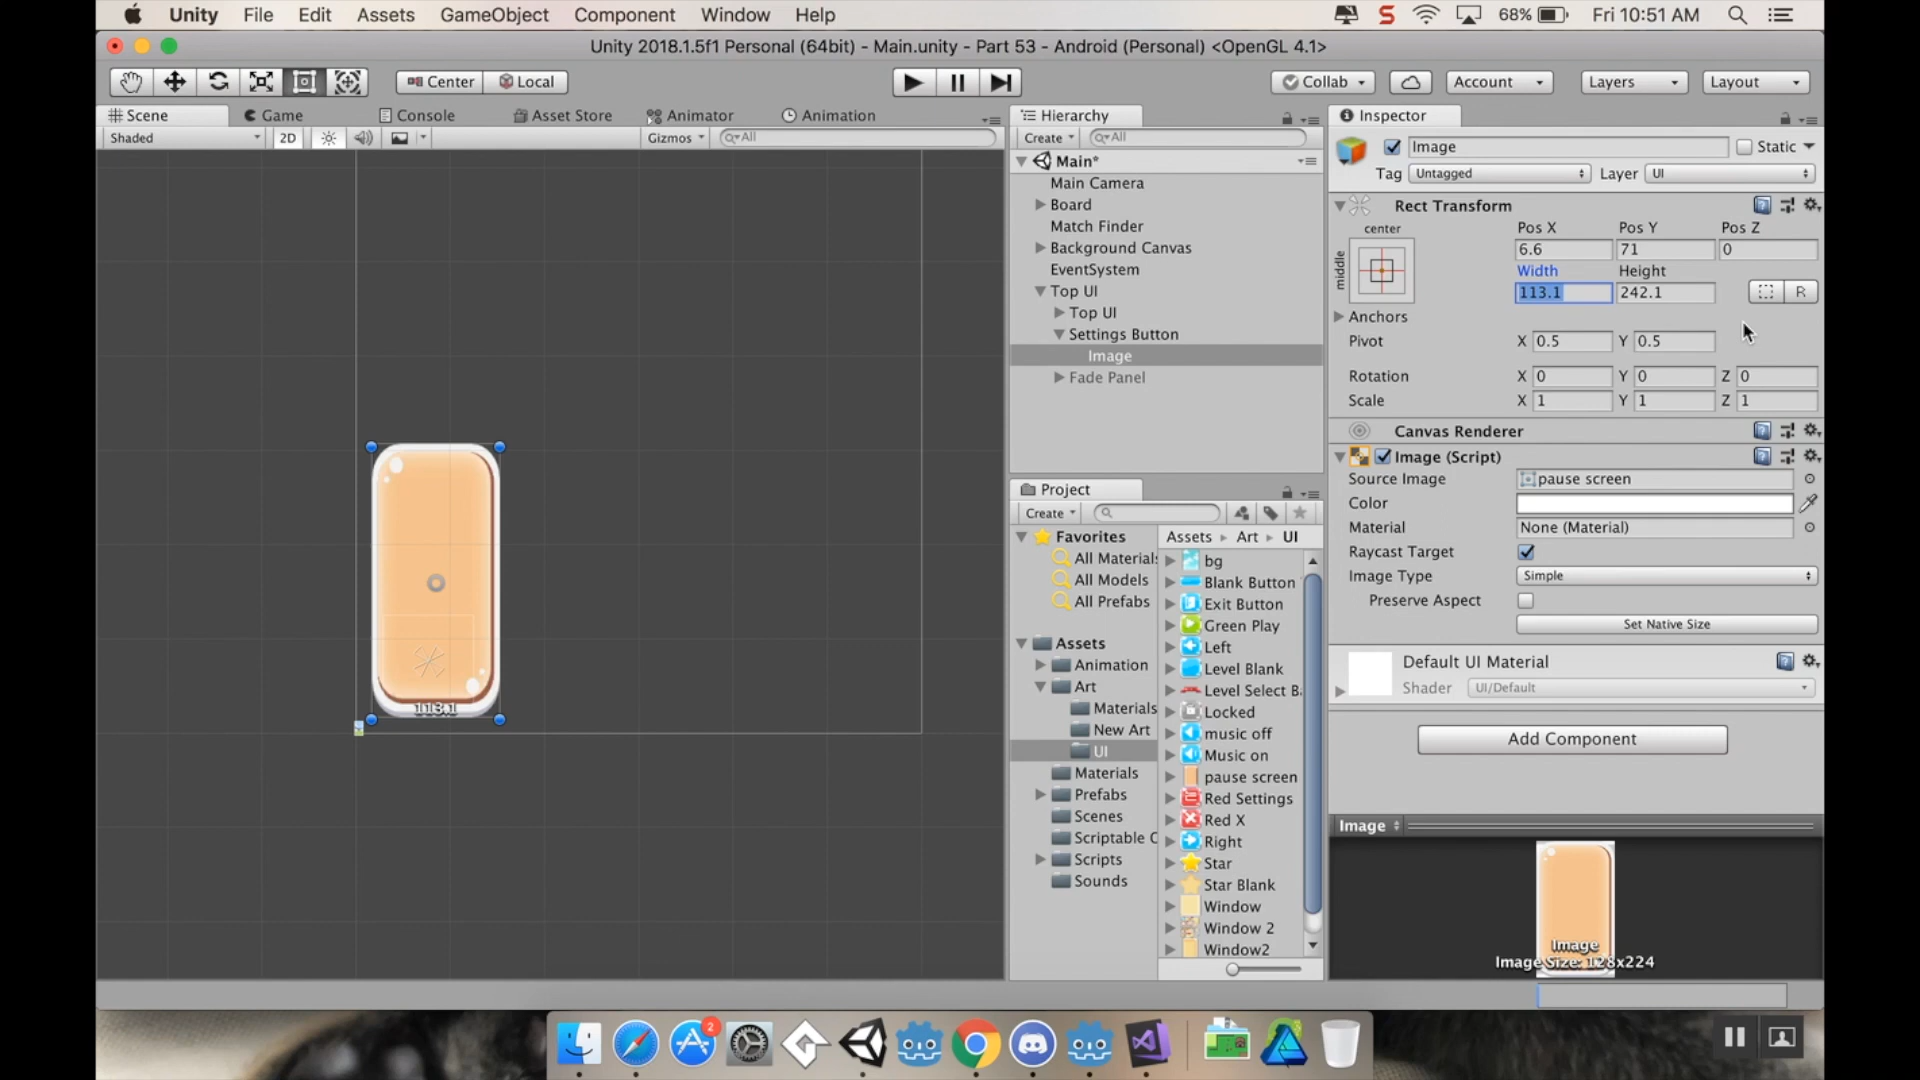 Unity File Edit Assets GameObject Component Window Help S 68% Fri 10:51 AM
Unity 2018.1.5f1 Personal (64bit) - Main.unity - Part 53 - Android (Personal) <OpenGL 4.1>
Center Local Collab Account Layers Layout
Scene Game Console Asset Store Animator Animation
Shaded 2D Gizmos All
113.1
Hierarchy
Create All
Main*
Main Camera
Board
Match Finder
Background Canvas
EventSystem
Top UI
Top UI
Settings Button
Image
Fade Panel
Project
Create
Favorites
All Materials
All Models
All Prefabs
Assets
Animation
Art
Materials
New Art
UI
Materials
Prefabs
Scenes
Scriptable O
Scripts
Sounds
Assets Art UI
bg
Blank Button
Exit Button
Green Play
Left
Level Blank
Level Select B
Locked
music off
Music on
pause screen
Red Settings
Red X
Right
Star
Star Blank
Window
Window 2
Window2
Inspector
Image Static
Tag Untagged Layer UI
Rect Transform
center Pos X Pos Y Pos Z
middle 6.6 71 0
Width Height
113.1 242.1 R
Anchors
Pivot X 0.5 Y 0.5
Rotation X 0 Y 0 Z 0
Scale X 1 Y 1 Z 1
Canvas Renderer
Image (Script)
Source Image pause screen
Color
Material None (Material)
Raycast Target
Image Type Simple
Preserve Aspect
Set Native Size
Default UI Material
Shader UI/Default
Add Component
Image
Image
Image Size: 128x224
2